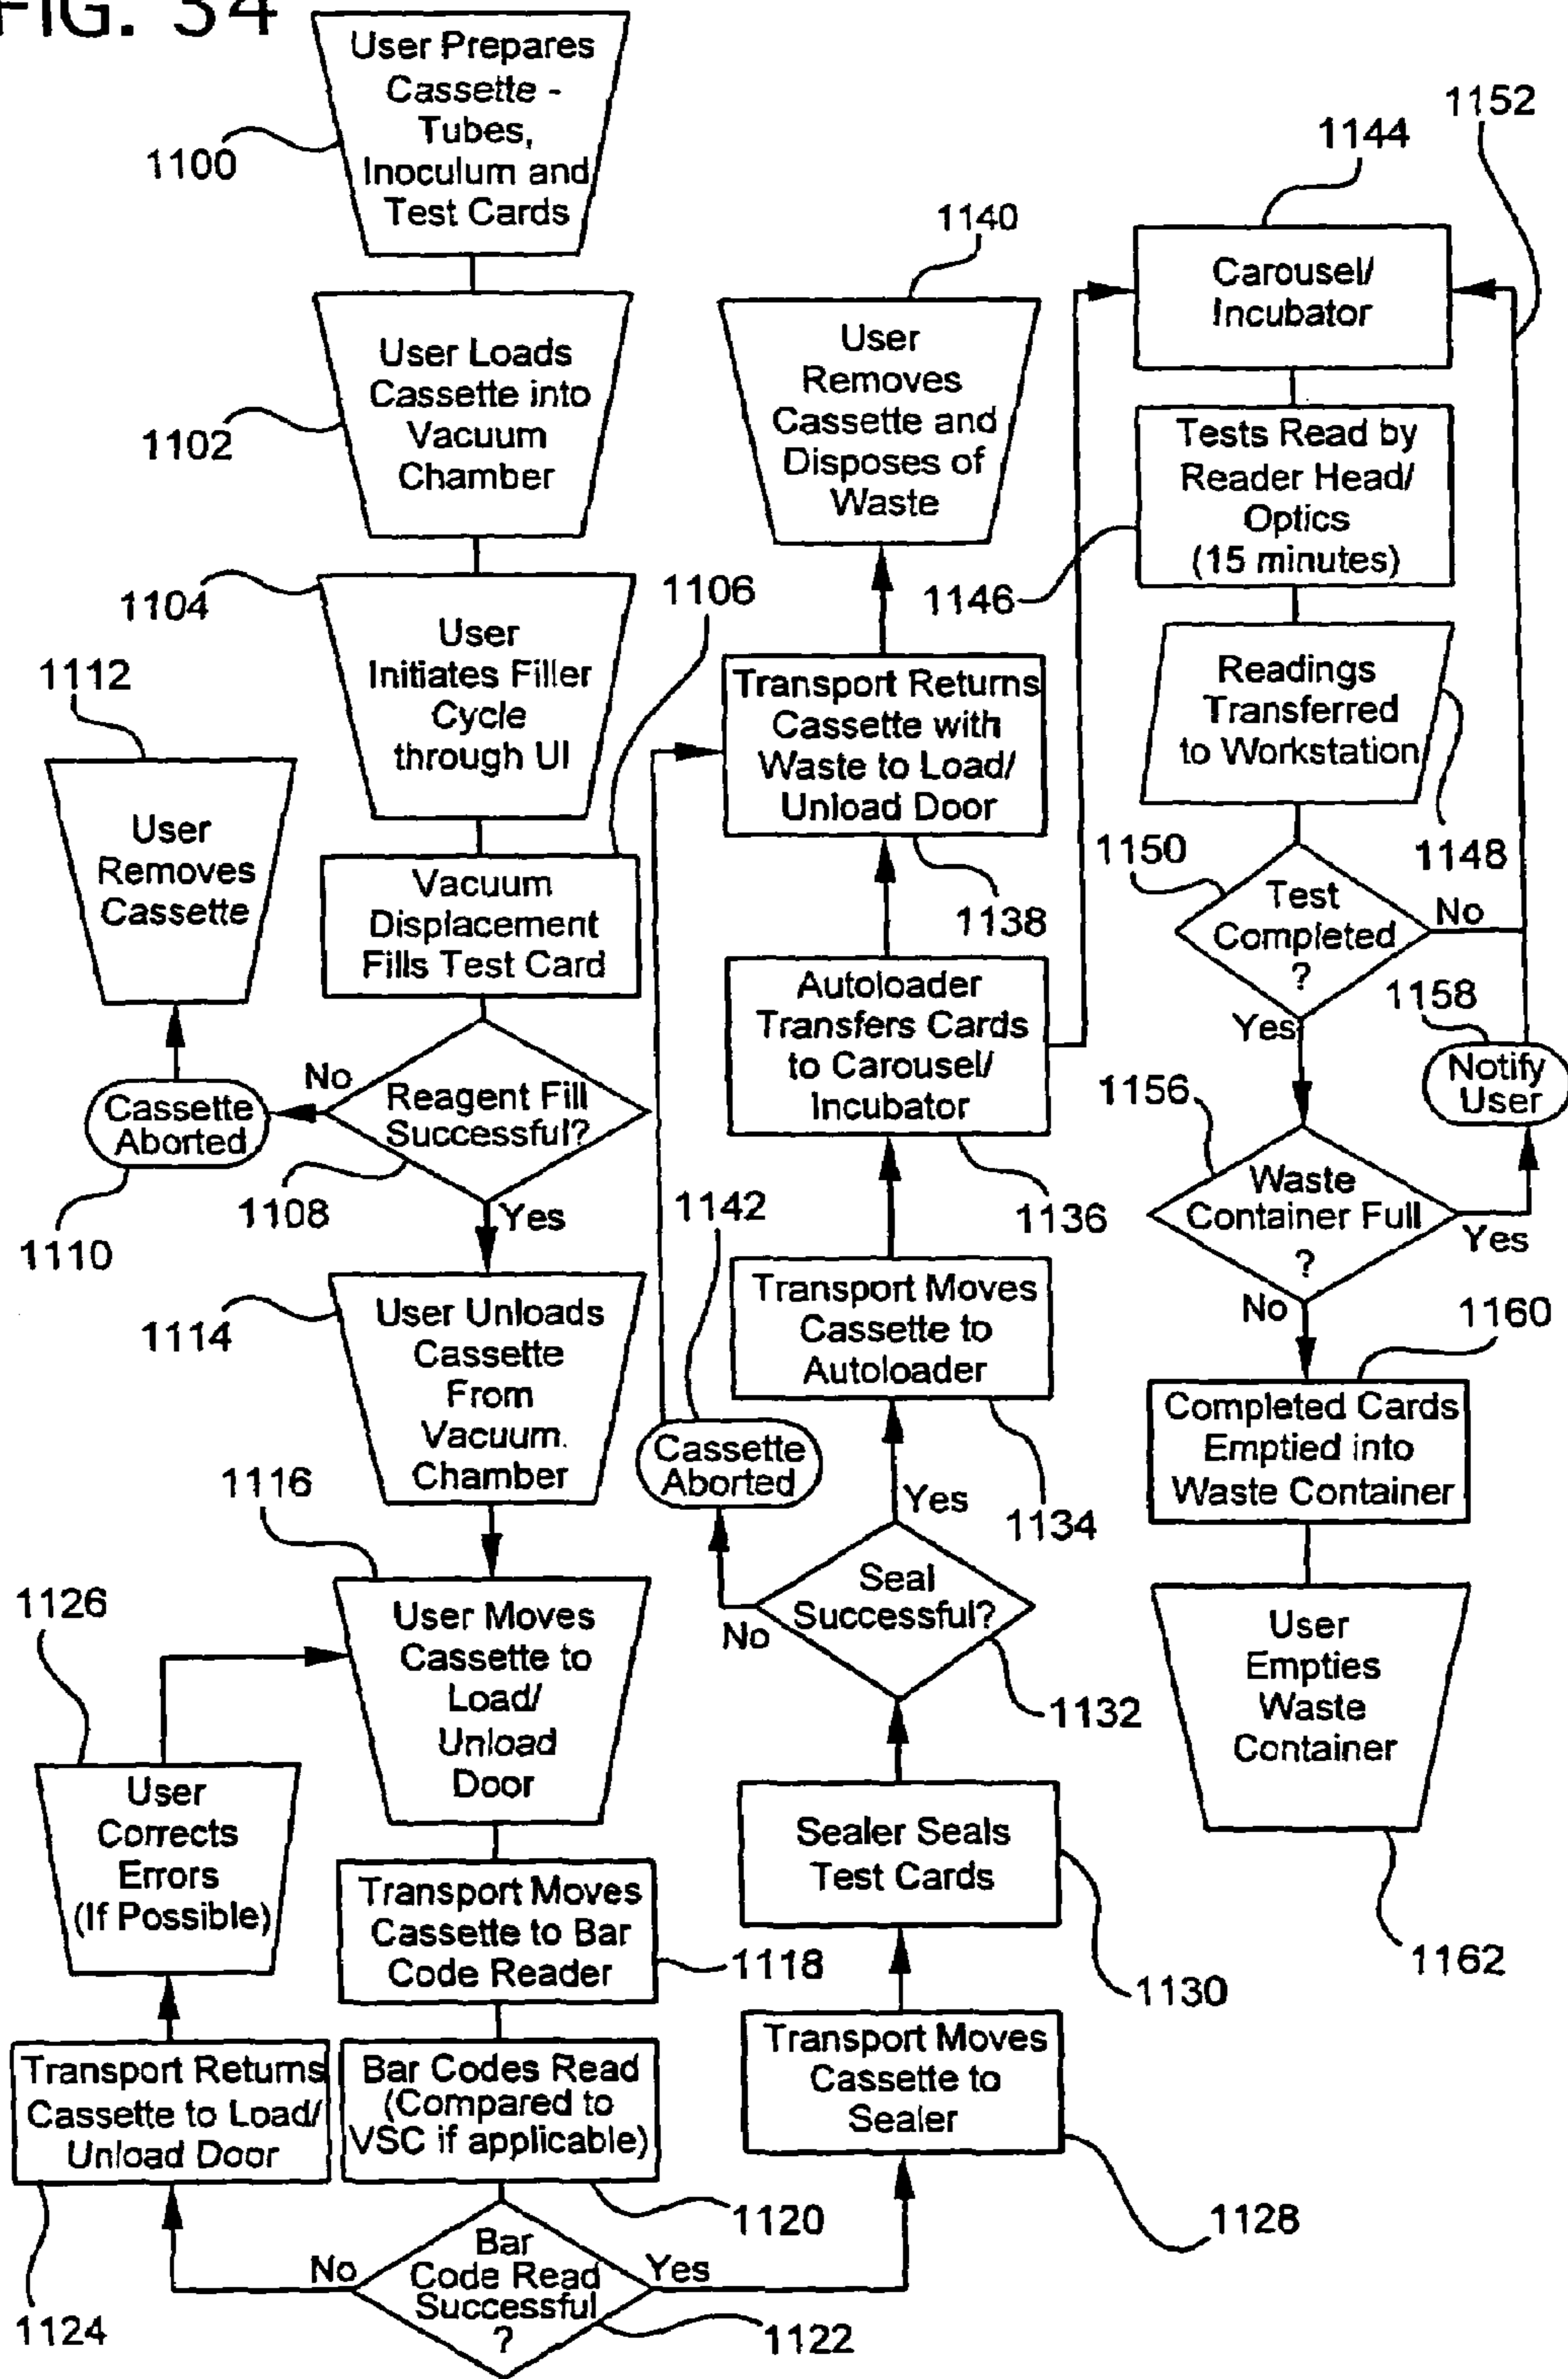 FIG. 34
User Prepares
Cassette -
Tubes,
Inoculum and
Test Cards
1100
User Loads
Cassette into
Vacuum
Chamber
1102
User
Initiates Filler
Cycle
through UI
1104
Vacuum
Displacement
Fills Test Card
1106
Reagent Fill
Successful?
1108
No
Yes
Cassette
Aborted
1110
User
Removes
Cassette
1112
User Unloads
Cassette
From
Vacuum.
Chamber
1114
User Moves
Cassette to
Load/
Unload
Door
1116
Transport Moves
Cassette to Bar
Code Reader
1118
Bar Codes Read
(Compared to
VSC if applicable)
1120
Bar
Code Read
Successful
?
1122
No
Yes
Transport Returns
Cassette to Load/
Unload Door
1124
User
Corrects
Errors
(If Possible)
1126
Transport Moves
Cassette to
Sealer
1128
Sealer Seals
Test Cards
1130
Seal
Successful?
1132
No
Yes
Cassette
Aborted
1142
Transport Moves
Cassette to
Autoloader
1134
Autoloader
Transfers Cards
to Carousel/
Incubator
1136
Transport Returns
Cassette with
Waste to Load/
Unload Door
1138
User
Removes
Cassette and
Disposes of
Waste
1140
Carousel/
Incubator
1144
1152
Tests Read by
Reader Head/
Optics
(15 minutes)
1146
Readings
Transferred
to Workstation
1148
Test
Completed
?
1150
No
Yes
Waste
Container Full
?
1156
Yes
No
Notify
User
1158
Completed Cards
Emptied into
Waste Container
1160
User
Empties
Waste
Container
1162